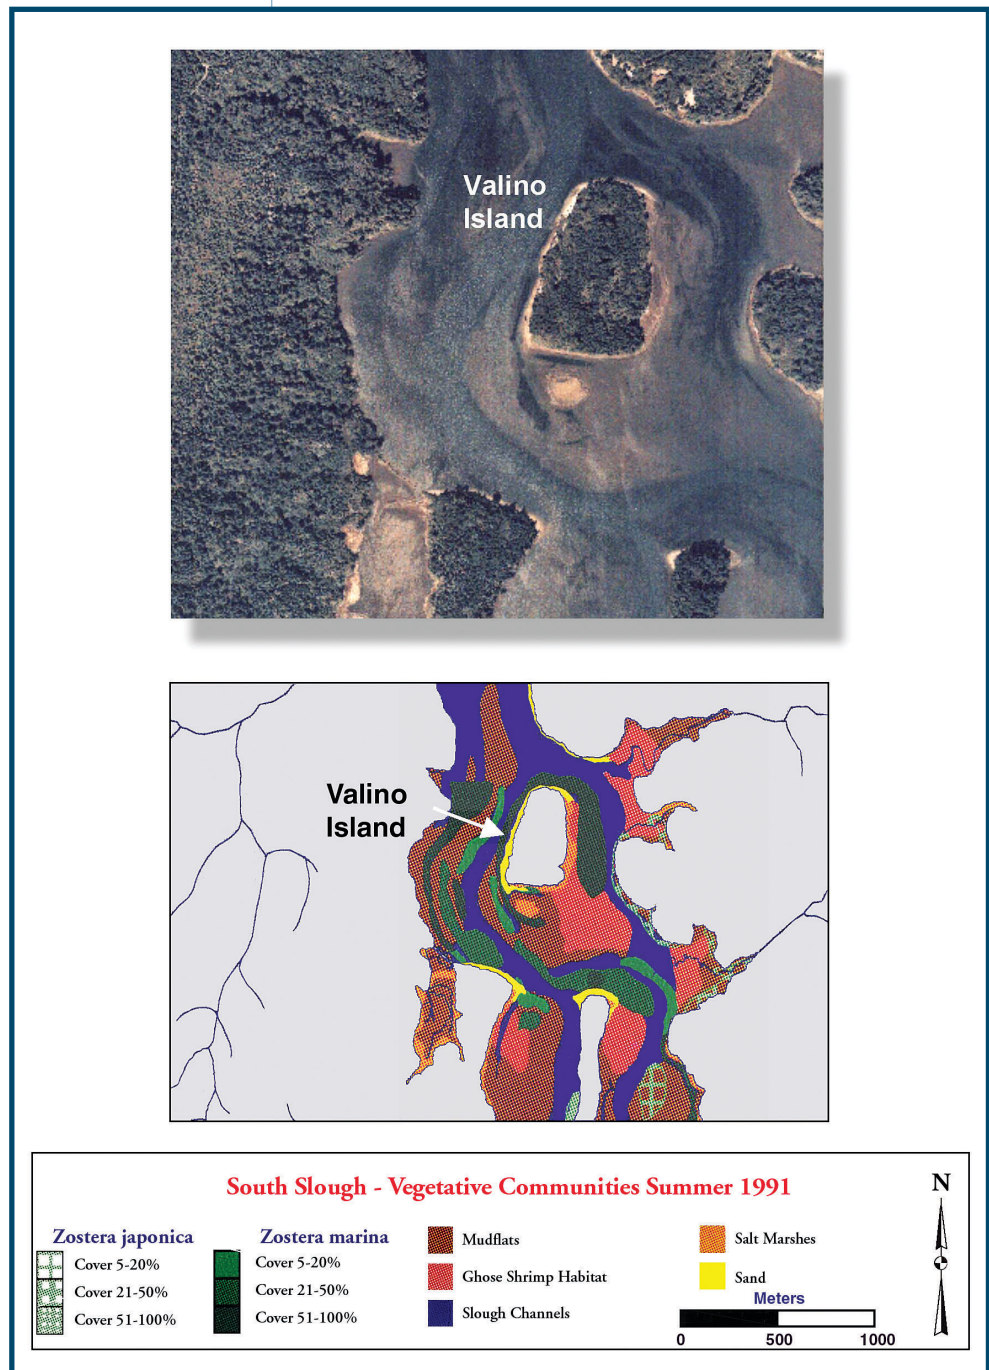 Valino
Island
Valino
Island
South Slough - Vegetative Communities Summer 1991
N
Zostera japonica
Cover 5-20%
Cover 21-50%
Cover 51-100%
Zostera marina
Cover 5-20%
Cover 21-50%
Cover 51-100%
Mudflats
Ghose Shrimp Habitat
Slough Channels
Salt Marshes
Sand
Meters
0 500 1000